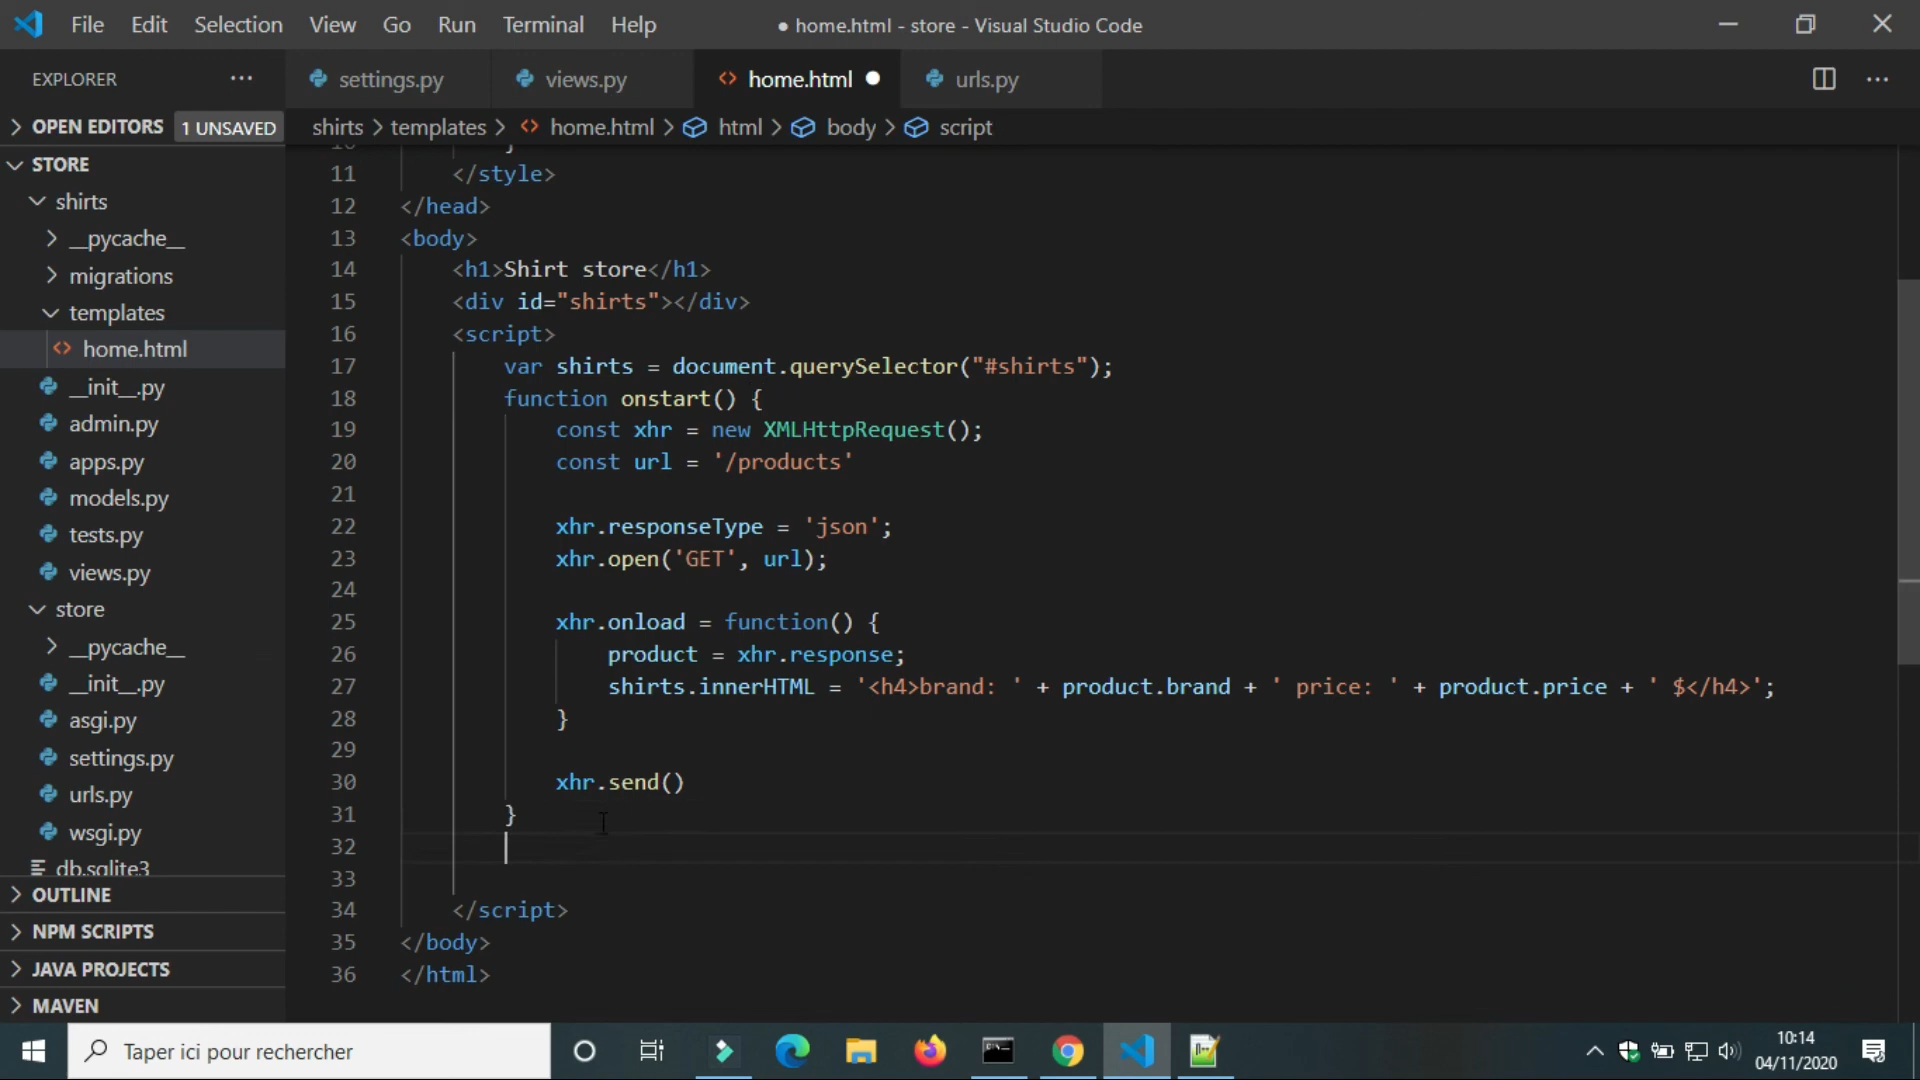 File Edit Selection View Go Run Terminal Help ● home.html - store - Visual Studio Code
EXPLORER ··· settings.py views.py <> home.html ● urls.py ···
OPEN EDITORS 1 UNSAVED
shirts > templates > <> home.html > html > body > script
STORE
shirts
__pycache__
migrations
templates
<> home.html
__init__.py
admin.py
apps.py
models.py
tests.py
views.py
store
__pycache__
__init__.py
asgi.py
settings.py
urls.py
wsgi.py
db.sqlite3
OUTLINE
NPM SCRIPTS
JAVA PROJECTS
MAVEN
10 }
11 </style>
12 </head>
13 <body>
14 <h1>Shirt store</h1>
15 <div id="shirts"></div>
16 <script>
17 var shirts = document.querySelector("#shirts");
18 function onstart() {
19 const xhr = new XMLHttpRequest();
20 const url = '/products'
21
22 xhr.responseType = 'json';
23 xhr.open('GET', url);
24
25 xhr.onload = function() {
26 product = xhr.response;
27 shirts.innerHTML = '<h4>brand: ' + product.brand + ' price: ' + product.price + ' $</h4>';
28 }
29
30 xhr.send()
31 }
32
33
34 </script>
35 </body>
36 </html>
Taper ici pour rechercher
10:14
04/11/2020